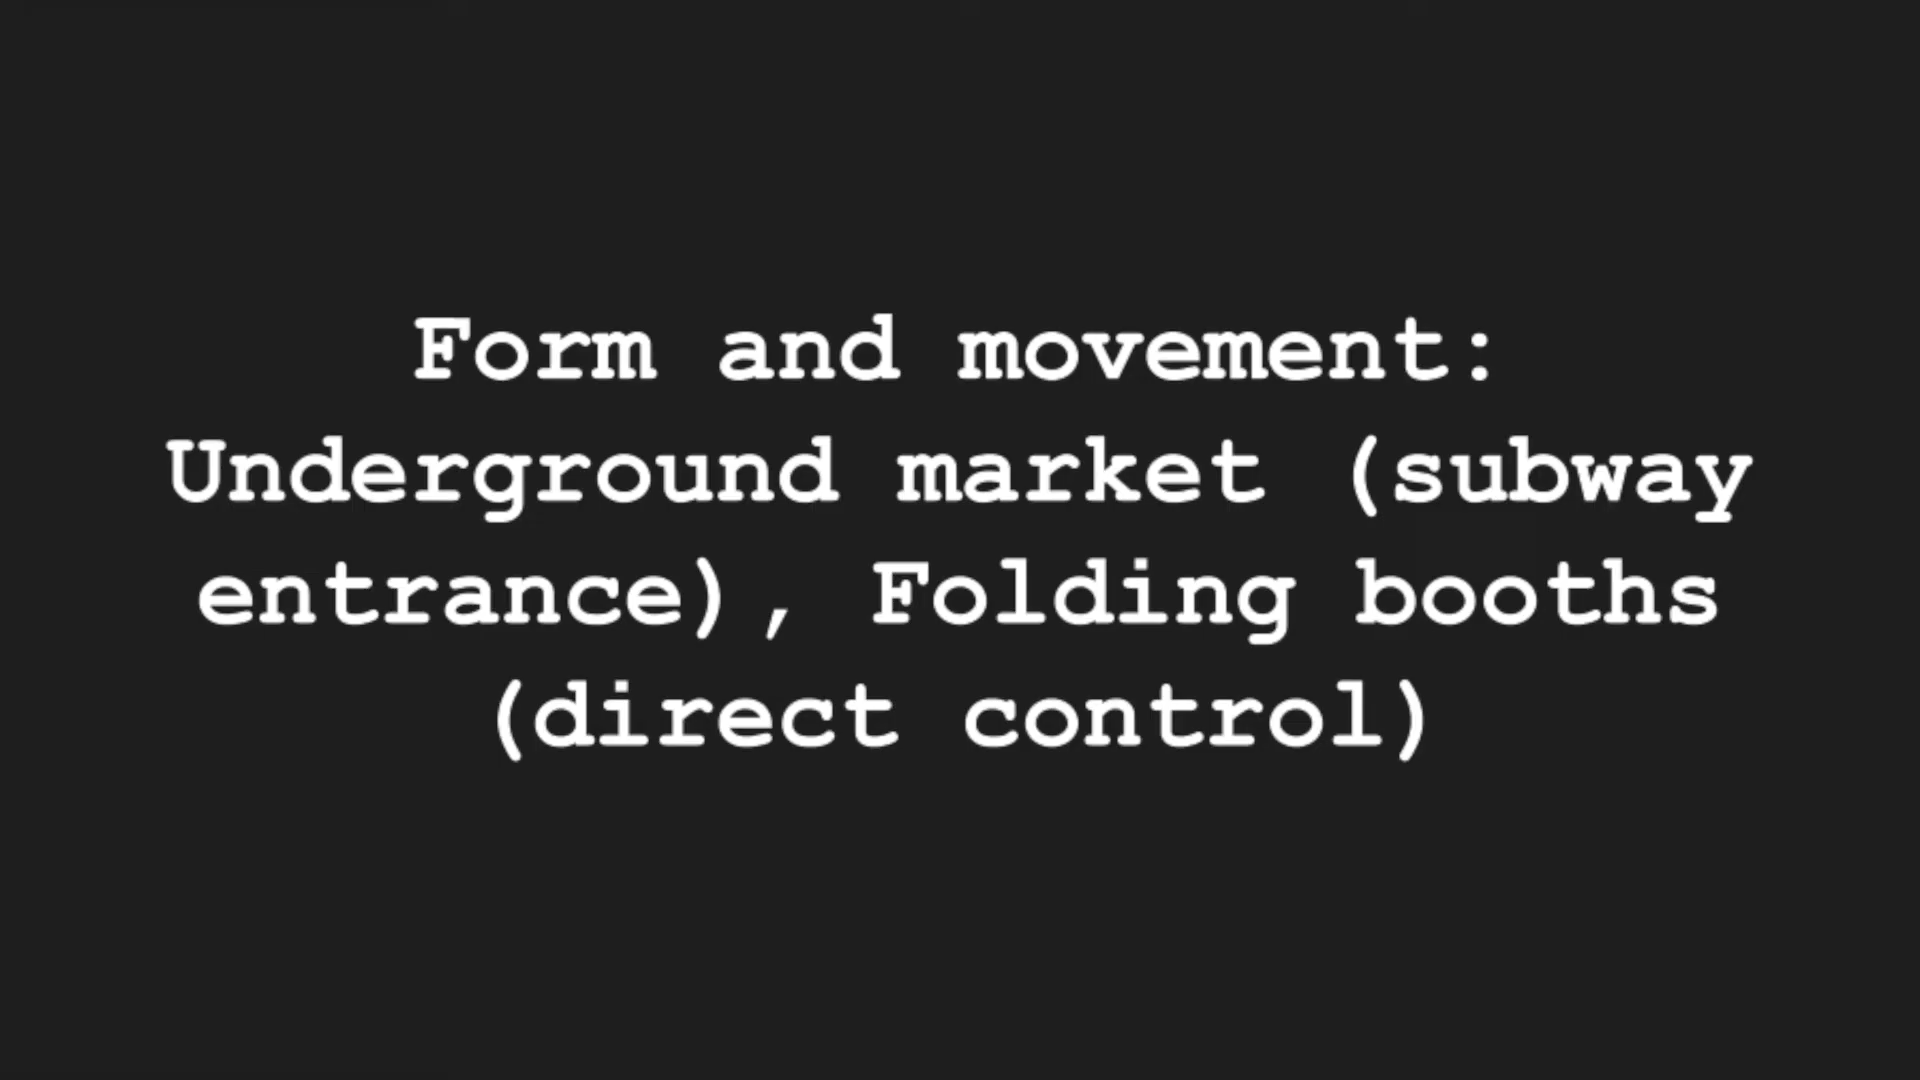 Form and movement:
Underground market (subway
entrance), Folding booths
(direct control)